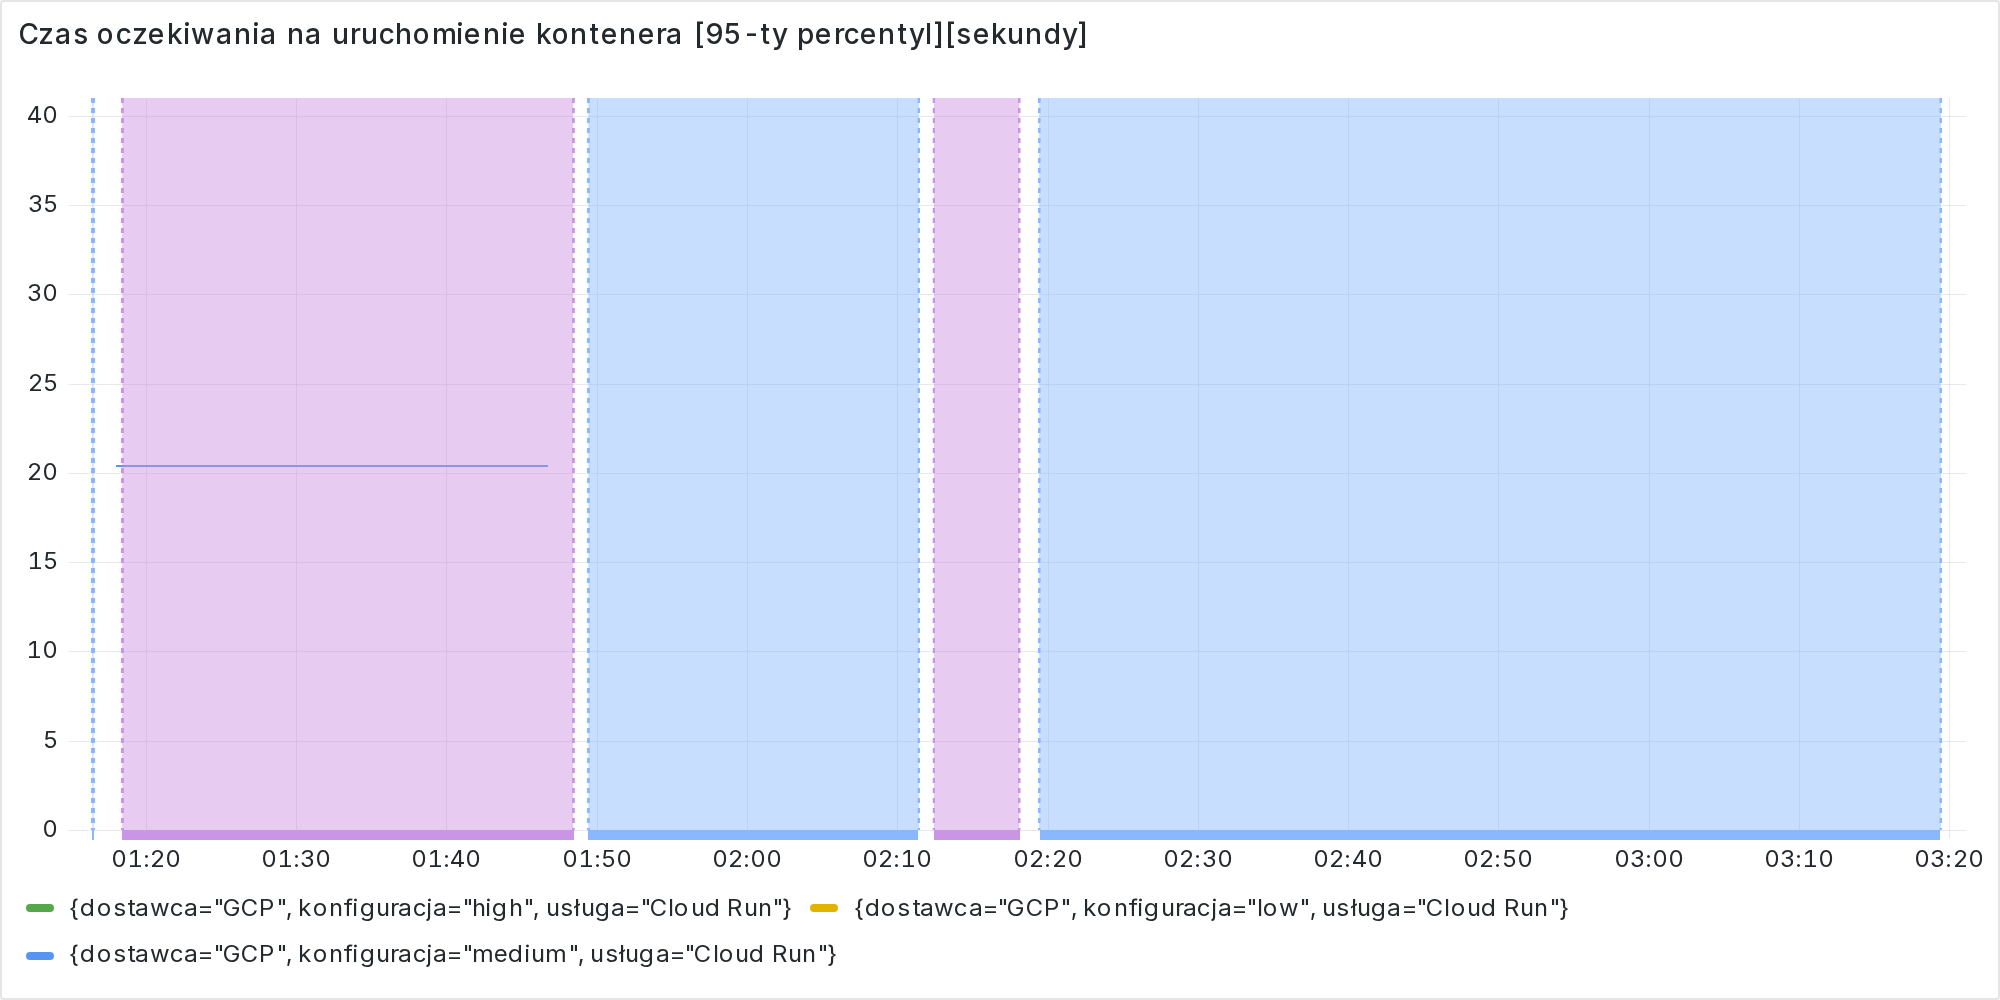 Czas oczekiwania na uruchomienie kontenera [95-ty percentyl][sekundy]
40
35
30
25
20
15
10
5
0
01:20 01:30 01:40 01:50 02:00 02:10 02:20 02:30 02:40 02:50 03:00 03:10 03:20
{dostawca="GCP", konfiguracja="high", usługa="Cloud Run"} {dostawca="GCP", konfiguracja="low", usługa="Cloud Run"}
{dostawca="GCP", konfiguracja="medium", usługa="Cloud Run"}